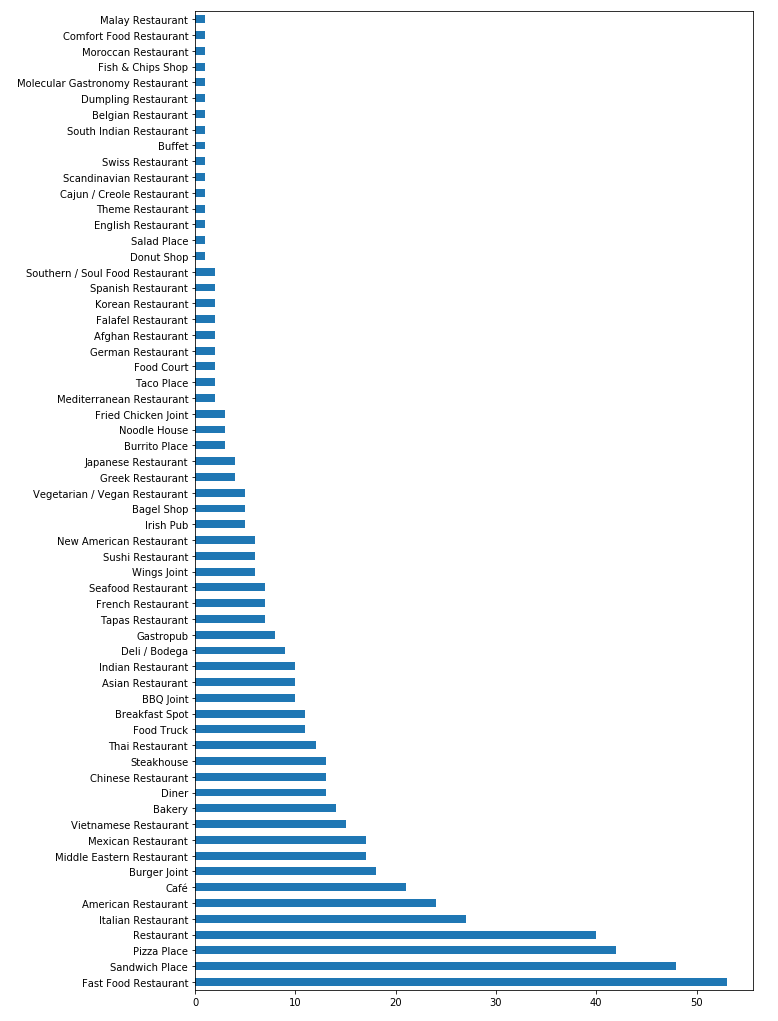 Malay Restaurant
Comfort Food Restaurant
Moroccan Restaurant
Fish & Chips Shop
Molecular Gastronomy Restaurant
Dumpling Restaurant
Belgian Restaurant
South Indian Restaurant
Buffet
Swiss Restaurant
Scandinavian Restaurant
Cajun / Creole Restaurant
Theme Restaurant
English Restaurant
Salad Place
Donut Shop
Southern / Soul Food Restaurant
Spanish Restaurant
Korean Restaurant
Falafel Restaurant
Afghan Restaurant
German Restaurant
Food Court
Taco Place
Mediterranean Restaurant
Fried Chicken Joint
Noodle House
Burrito Place
Japanese Restaurant
Greek Restaurant
Vegetarian / Vegan Restaurant
Bagel Shop
Irish Pub
New American Restaurant
Sushi Restaurant
Wings Joint
Seafood Restaurant
French Restaurant
Tapas Restaurant
Gastropub
Deli / Bodega
Indian Restaurant
Asian Restaurant
BBQ Joint
Breakfast Spot
Food Truck
Thai Restaurant
Steakhouse
Chinese Restaurant
Diner
Bakery
Vietnamese Restaurant
Mexican Restaurant
Middle Eastern Restaurant
Burger Joint
Café
American Restaurant
Italian Restaurant
Restaurant
Pizza Place
Sandwich Place
Fast Food Restaurant
0 10 20 30 40 50